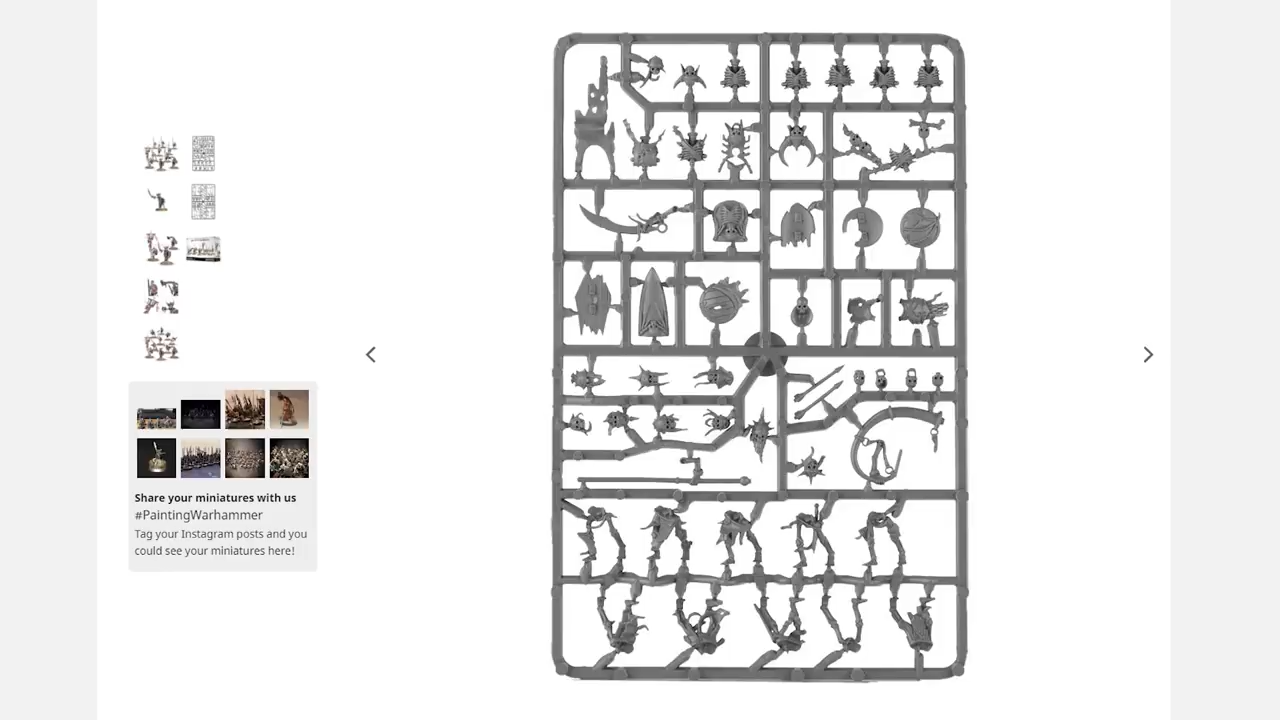 Share your miniatures with us
#PaintingWarhammer
Tag your Instagram posts and you
could see your miniatures here!